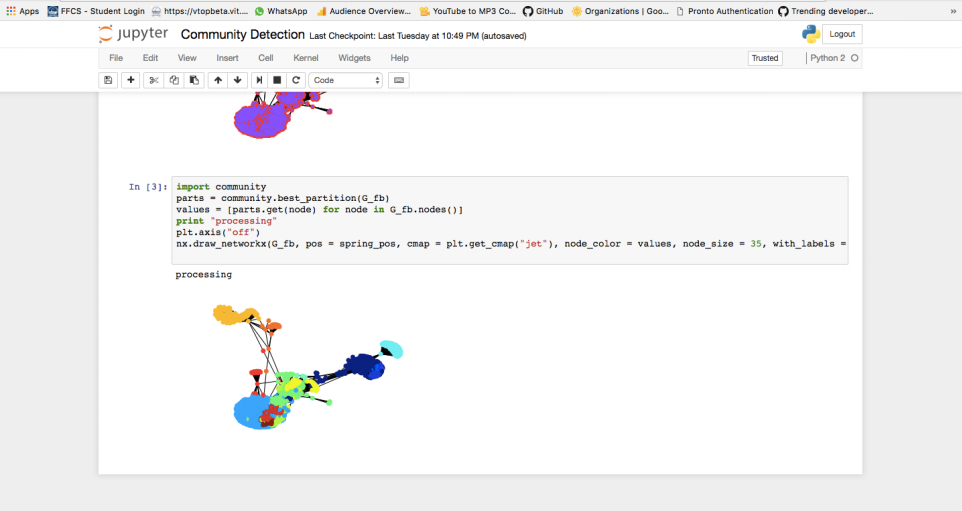 Apps FFCS - Student Login https://vtopbeta.vit.... WhatsApp Audience Overview... YouTube to MP3 Co... GitHub Organizations | Goo... Pronto Authentication Trending developer... »
jupyter Community Detection Last Checkpoint: Last Tuesday at 10:49 PM (autosaved) Logout
File Edit View Insert Cell Kernel Widgets Help Trusted Python 2
Code
In [3]: import community
parts = community.best_partition(G_fb)
values = [parts.get(node) for node in G_fb.nodes()]
print "processing"
plt.axis("off")
nx.draw_networkx(G_fb, pos = spring_pos, cmap = plt.get_cmap("jet"), node_color = values, node_size = 35, with_labels =
processing